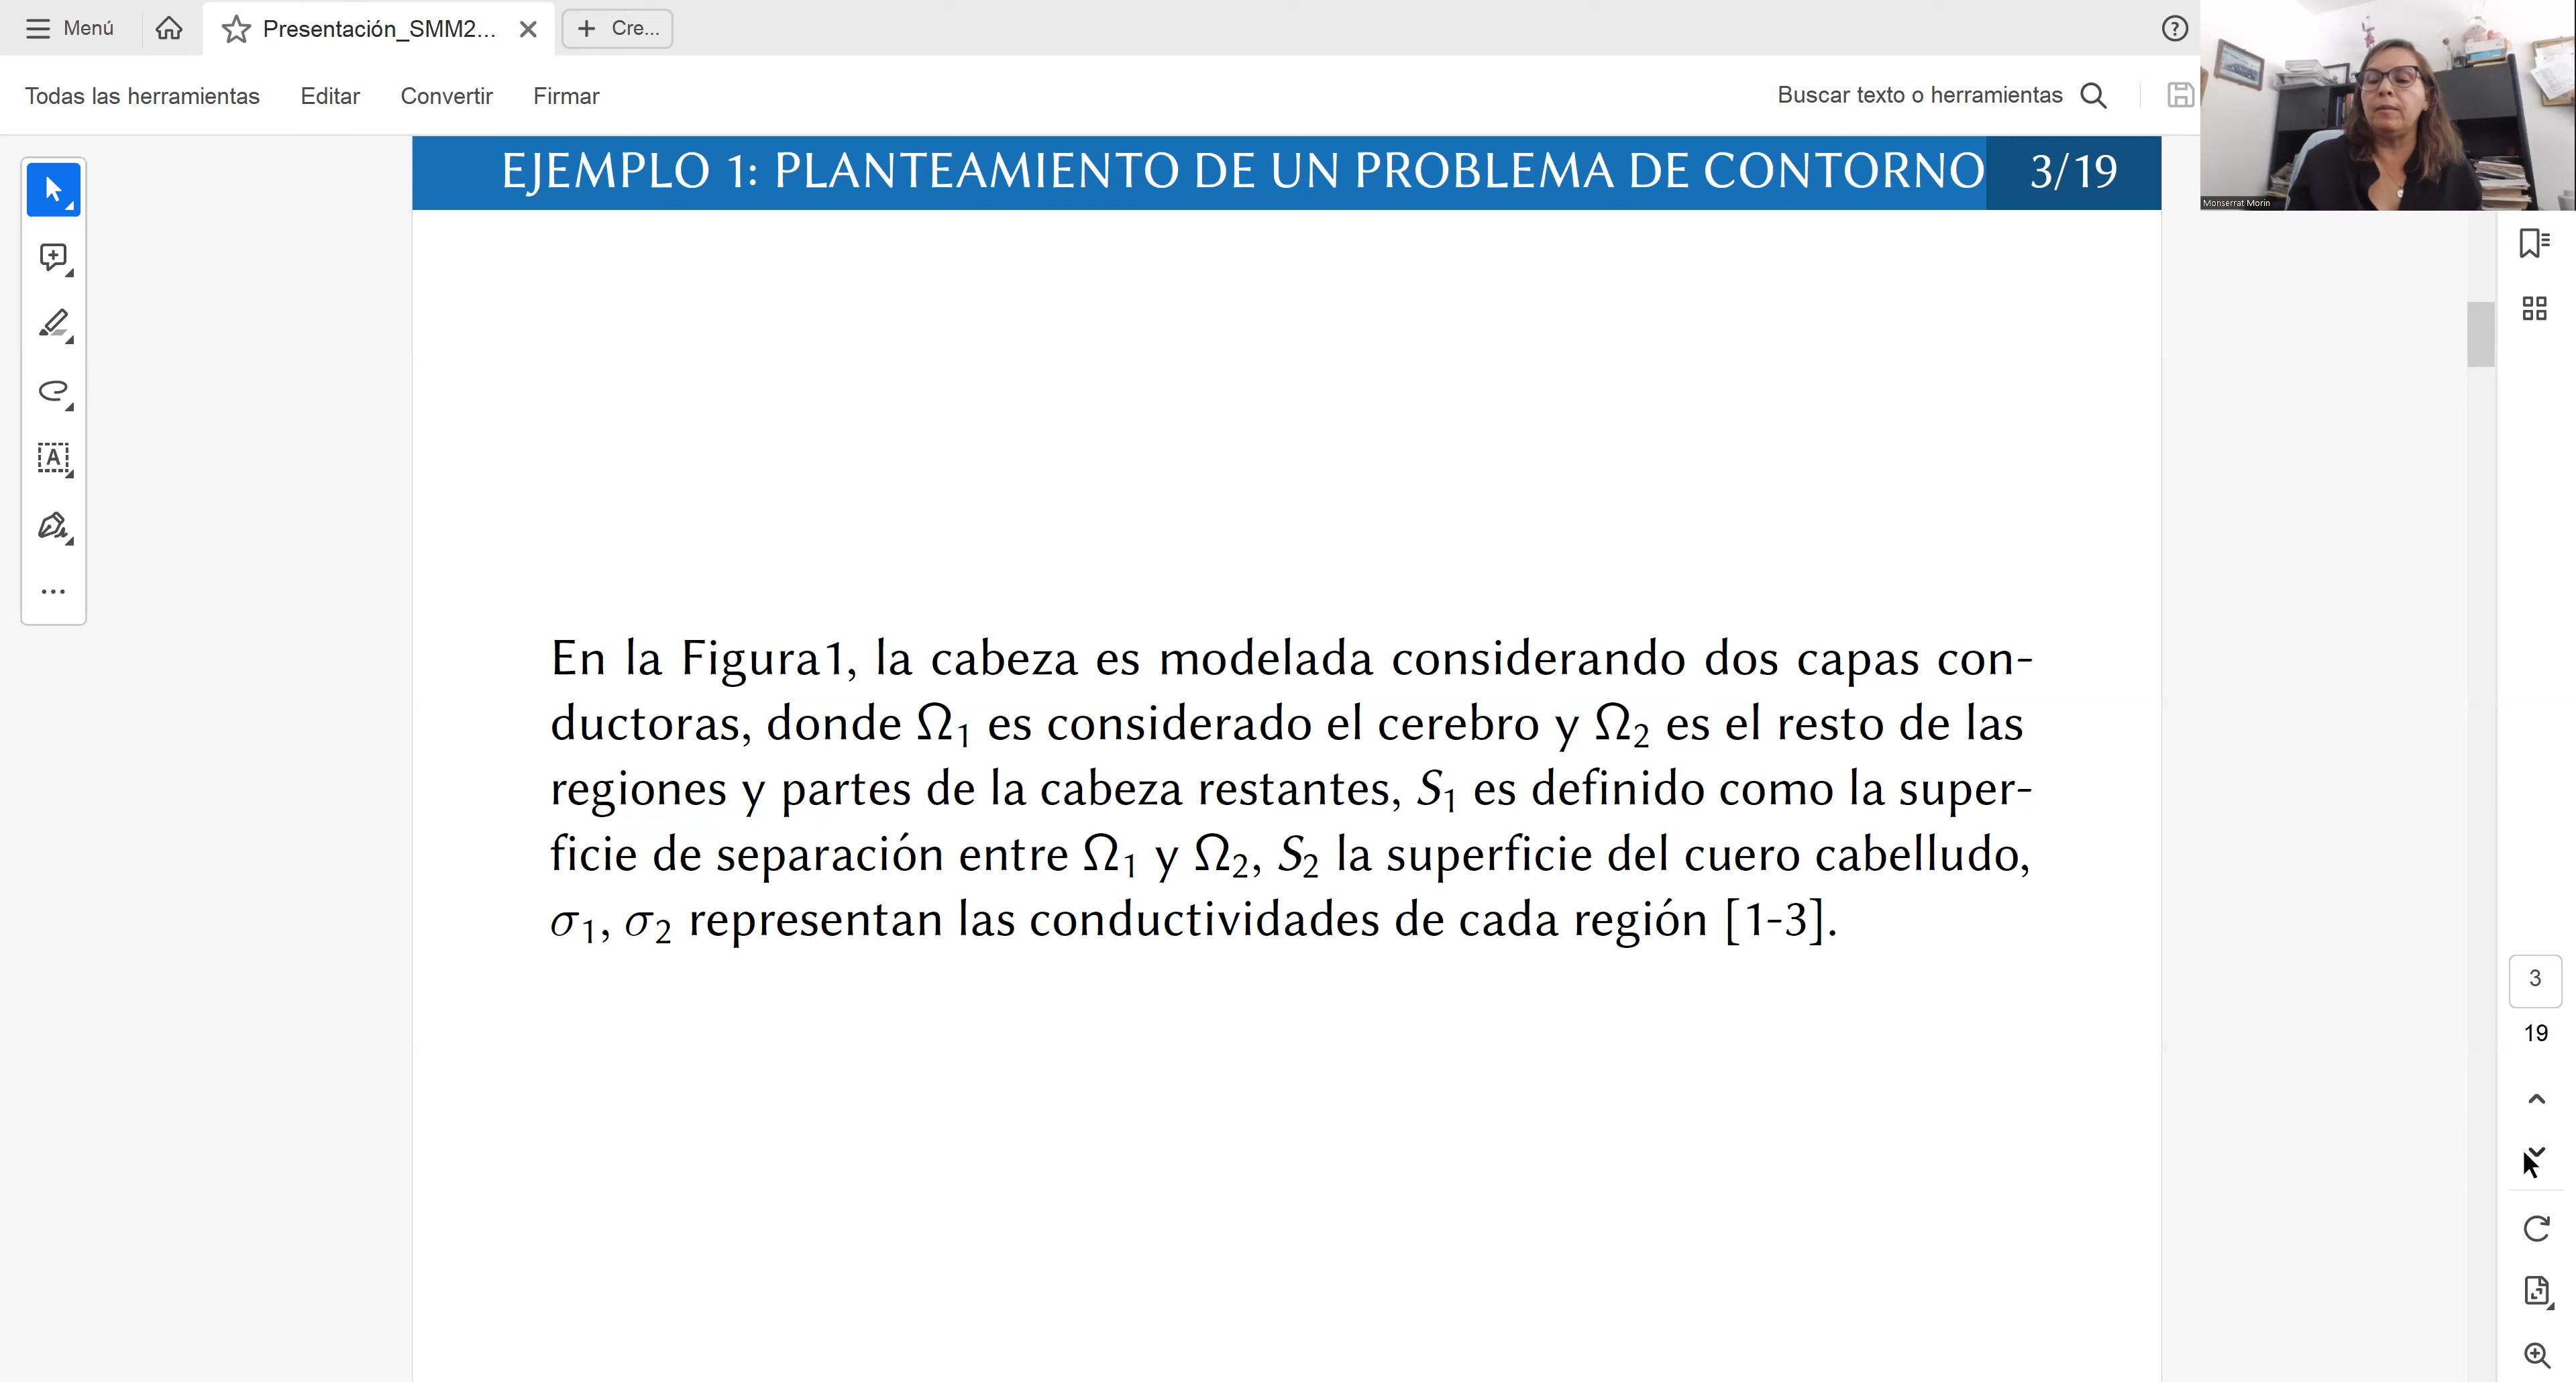 Menú
Presentación_SMM2...
Cre...
Todas las herramientas
Editar
Convertir
Firmar
Buscar texto o herramientas
Monserrat Morin
EJEMPLO 1: PLANTEAMIENTO DE UN PROBLEMA DE CONTORNO 3/19
En la Figura1, la cabeza es modelada considerando dos capas con-
ductoras, donde Ω₁ es considerado el cerebro y Ω₂ es el resto de las
regiones y partes de la cabeza restantes, S₁ es definido como la super-
ficie de separación entre Ω₁ y Ω₂, S₂ la superficie del cuero cabelludo,
σ₁, σ₂ representan las conductividades de cada región [1-3].
3
19